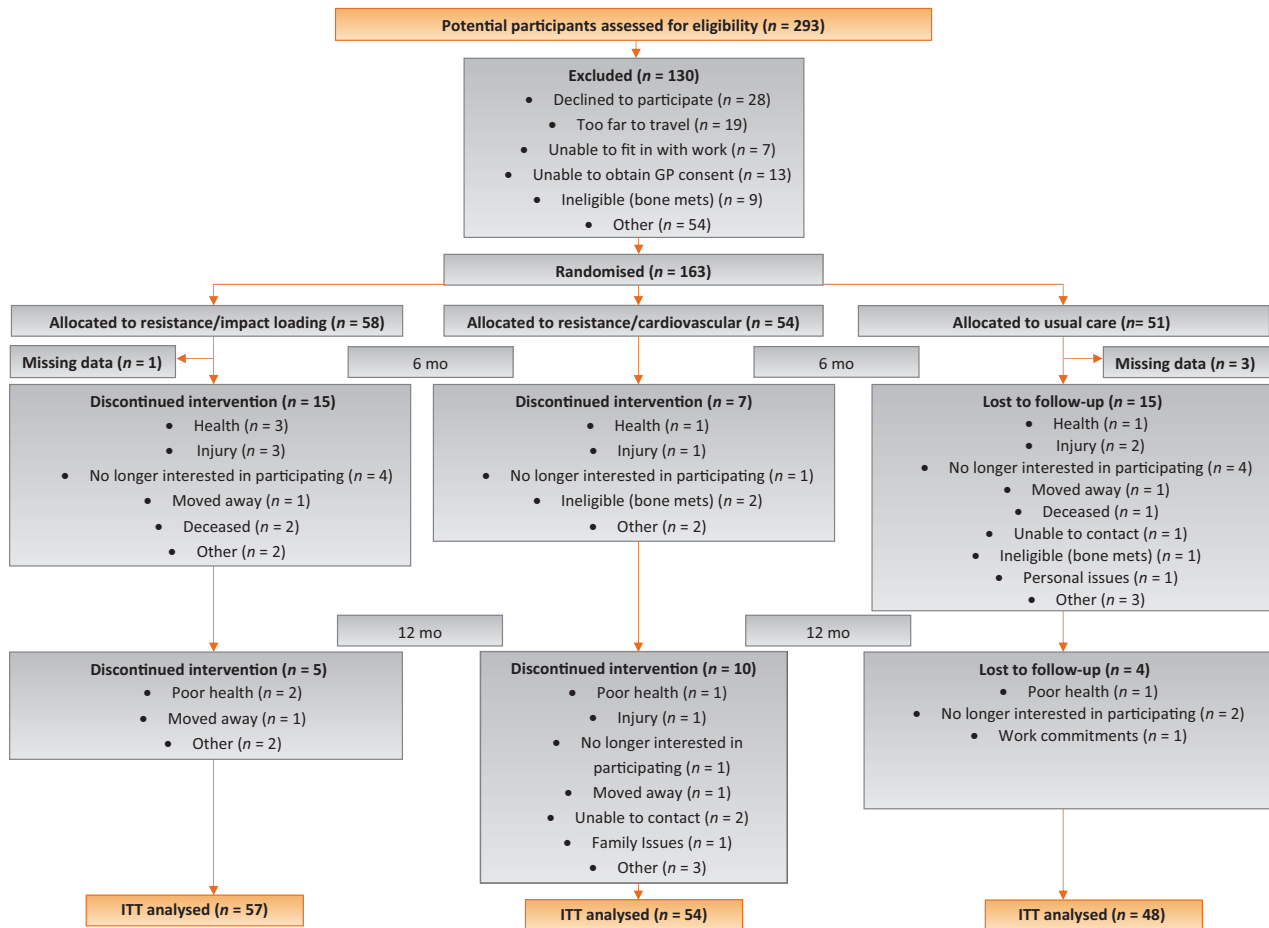 Potential participants assessed for eligibility (n = 293)
Excluded (n = 130)
• Declined to participate (n = 28)
• Too far to travel (n = 19)
• Unable to fit in with work (n = 7)
• Unable to obtain GP consent (n = 13)
• Ineligible (bone mets) (n = 9)
• Other (n = 54)
Randomised (n = 163)
Allocated to resistance/impact loading (n = 58)
Allocated to resistance/cardiovascular (n = 54)
Allocated to usual care (n = 51)
Missing data (n = 1)
6 mo
6 mo
Missing data (n = 3)
Discontinued intervention (n = 15)
• Health (n = 3)
• Injury (n = 3)
• No longer interested in participating (n = 4)
• Moved away (n = 1)
• Deceased (n = 2)
• Other (n = 2)
Discontinued intervention (n = 7)
• Health (n = 1)
• Injury (n = 1)
• No longer interested in participating (n = 1)
• Ineligible (bone mets) (n = 2)
• Other (n = 2)
Lost to follow-up (n = 15)
• Health (n = 1)
• Injury (n = 2)
• No longer interested in participating (n = 4)
• Moved away (n = 1)
• Deceased (n = 1)
• Unable to contact (n = 1)
• Ineligible (bone mets) (n = 1)
• Personal issues (n = 1)
• Other (n = 3)
12 mo
12 mo
Discontinued intervention (n = 5)
• Poor health (n = 2)
• Moved away (n = 1)
• Other (n = 2)
Discontinued intervention (n = 10)
• Poor health (n = 1)
• Injury (n = 1)
• No longer interested in
participating (n = 1)
• Moved away (n = 1)
• Unable to contact (n = 2)
• Family Issues (n = 1)
• Other (n = 3)
Lost to follow-up (n = 4)
• Poor health (n = 1)
• No longer interested in participating (n = 2)
• Work commitments (n = 1)
ITT analysed (n = 57)
ITT analysed (n = 54)
ITT analysed (n = 48)